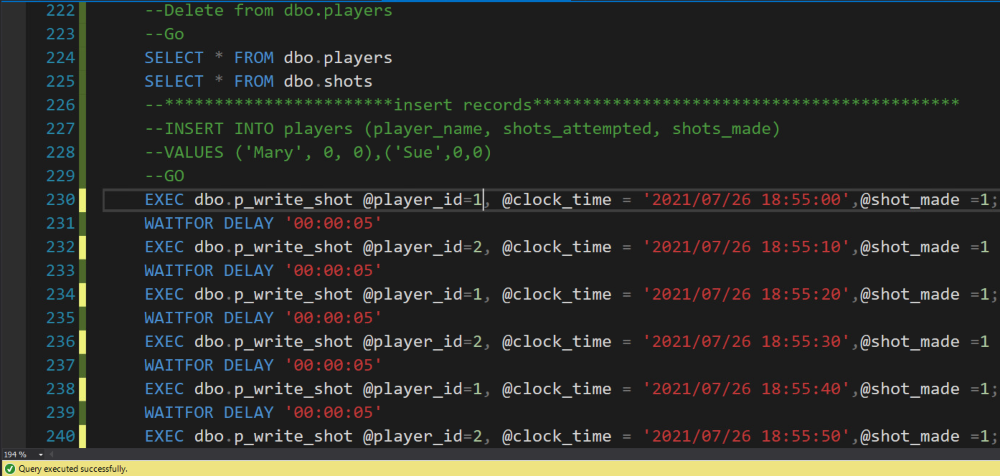 222 --Delete from dbo.players
223 --Go
224 SELECT * FROM dbo.players
225 SELECT * FROM dbo.shots
226 --***********************insert records*******************************************
227 --INSERT INTO players (player_name, shots_attempted, shots_made)
228 --VALUES ('Mary', 0, 0),('Sue',0,0)
229 --GO
230 EXEC dbo.p_write_shot @player_id=1, @clock_time = '2021/07/26 18:55:00',@shot_made =1;
231 WAITFOR DELAY '00:00:05'
232 EXEC dbo.p_write_shot @player_id=2, @clock_time = '2021/07/26 18:55:10',@shot_made =1
233 WAITFOR DELAY '00:00:05'
234 EXEC dbo.p_write_shot @player_id=1, @clock_time = '2021/07/26 18:55:20',@shot_made =1;
235 WAITFOR DELAY '00:00:05'
236 EXEC dbo.p_write_shot @player_id=2, @clock_time = '2021/07/26 18:55:30',@shot_made =1
237 WAITFOR DELAY '00:00:05'
238 EXEC dbo.p_write_shot @player_id=1, @clock_time = '2021/07/26 18:55:40',@shot_made =1;
239 WAITFOR DELAY '00:00:05'
240 EXEC dbo.p_write_shot @player_id=2, @clock_time = '2021/07/26 18:55:50',@shot_made =1;
194 %
Query executed successfully.